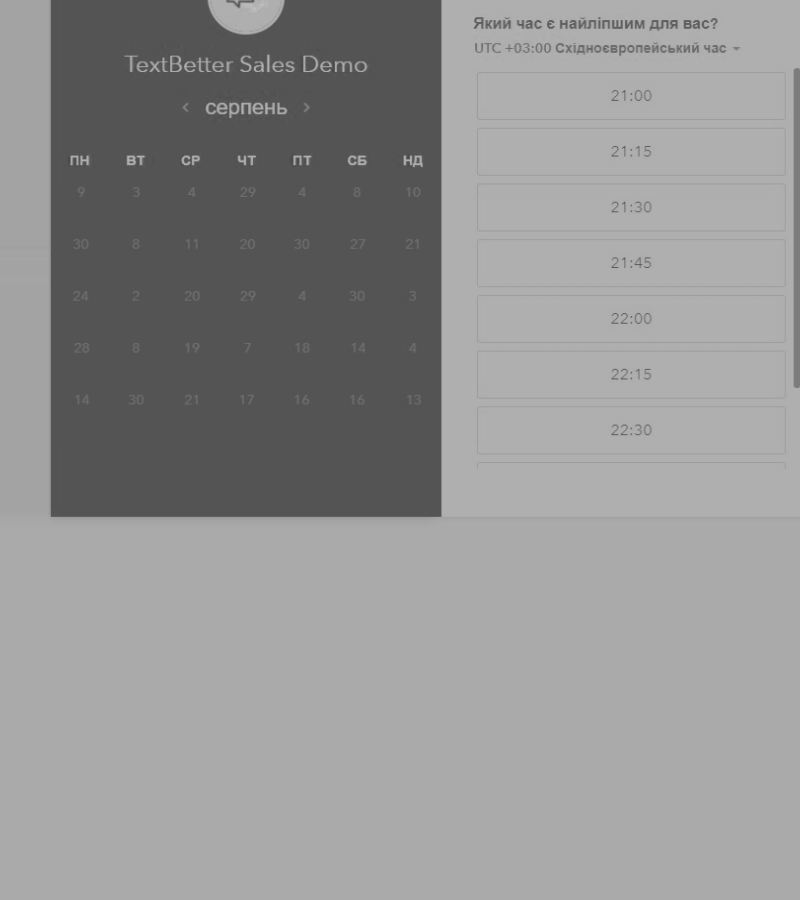 TextBetter Sales Demo
серпень
ПН ВТ СР ЧТ ПТ СБ НД
9 3 4 29 4 8 10
30 8 11 20 30 27 21
24 2 20 29 4 30 3
28 8 19 7 18 14 4
14 30 21 17 16 16 13
Який час є найліпшим для вас?
UTC +03:00 Східноєвропейський час
21:00
21:15
21:30
21:45
22:00
22:15
22:30